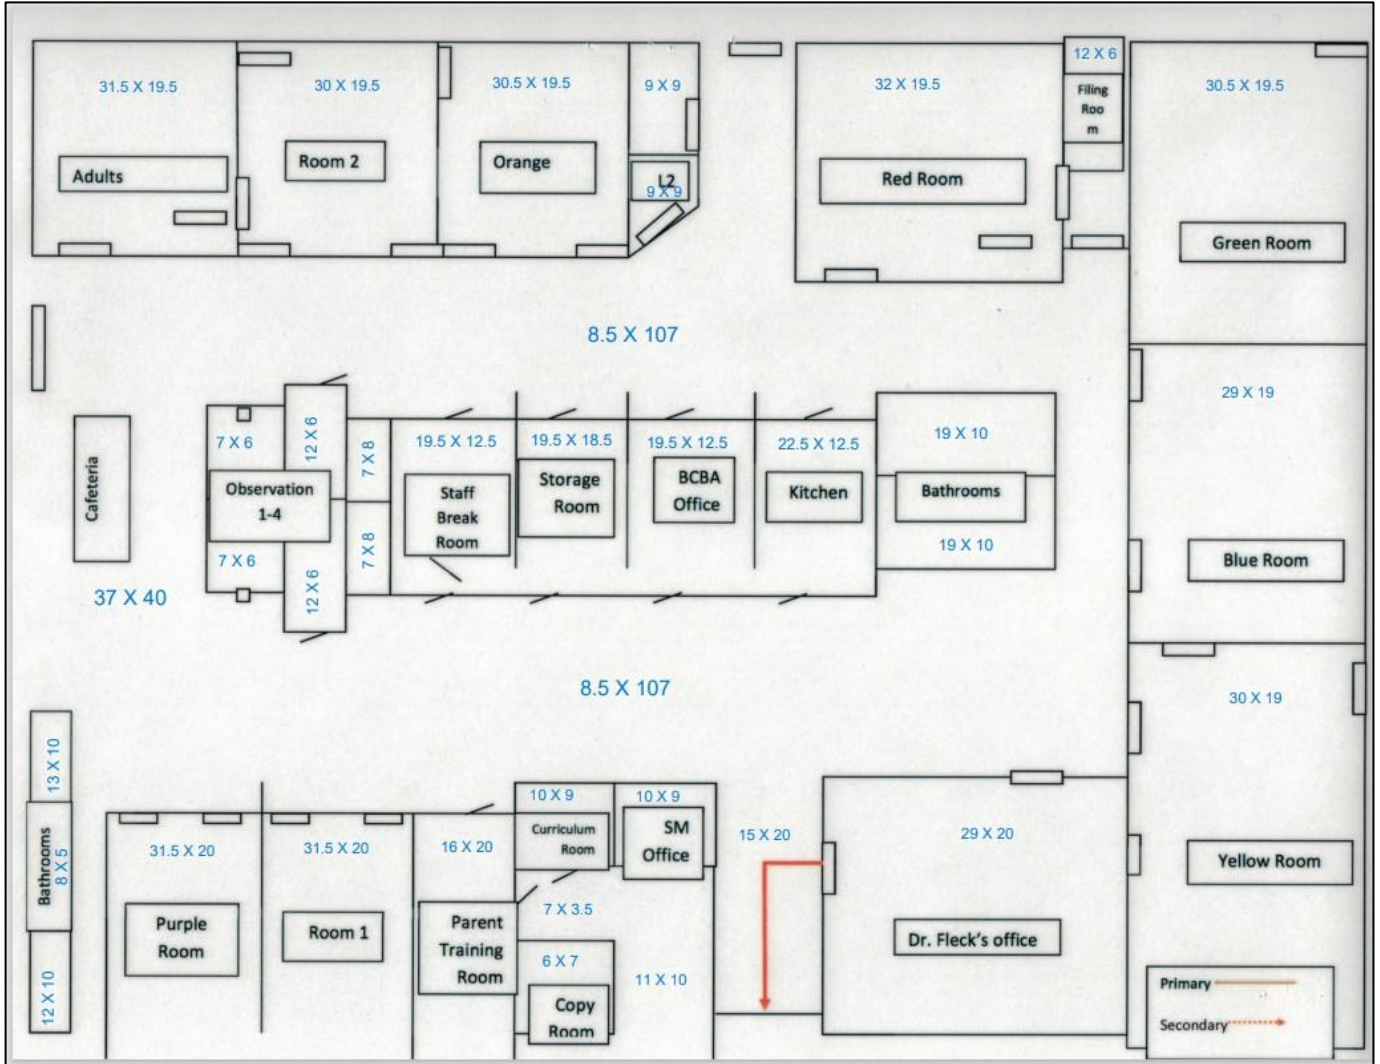 31.5 X 19.5
30 X 19.5
30.5 X 19.5
9 X 9
32 X 19.5
12 X 6
30.5 X 19.5
Filing
Roo
m
Adults
Room 2
Orange
L2
9 X 9
Red Room
Green Room
8.5 X 107
29 X 19
Cafeteria
7 X 6
12 X 6
7 X 8
19.5 X 12.5
19.5 X 18.5
19.5 X 12.5
22.5 X 12.5
19 X 10
Observation
1-4
Staff
Break
Room
Storage
Room
BCBA
Office
Kitchen
Bathrooms
7 X 6
12 X 6
7 X 8
19 X 10
Blue Room
37 X 40
8.5 X 107
30 X 19
13 X 10
Bathrooms
8 X 5
12 X 10
31.5 X 20
31.5 X 20
16 X 20
10 X 9
10 X 9
Curriculum
Room
SM
Office
15 X 20
29 X 20
Yellow Room
Purple
Room
Room 1
Parent
Training
Room
7 X 3.5
6 X 7
11 X 10
Copy
Room
Dr. Fleck's office
Primary
Secondary